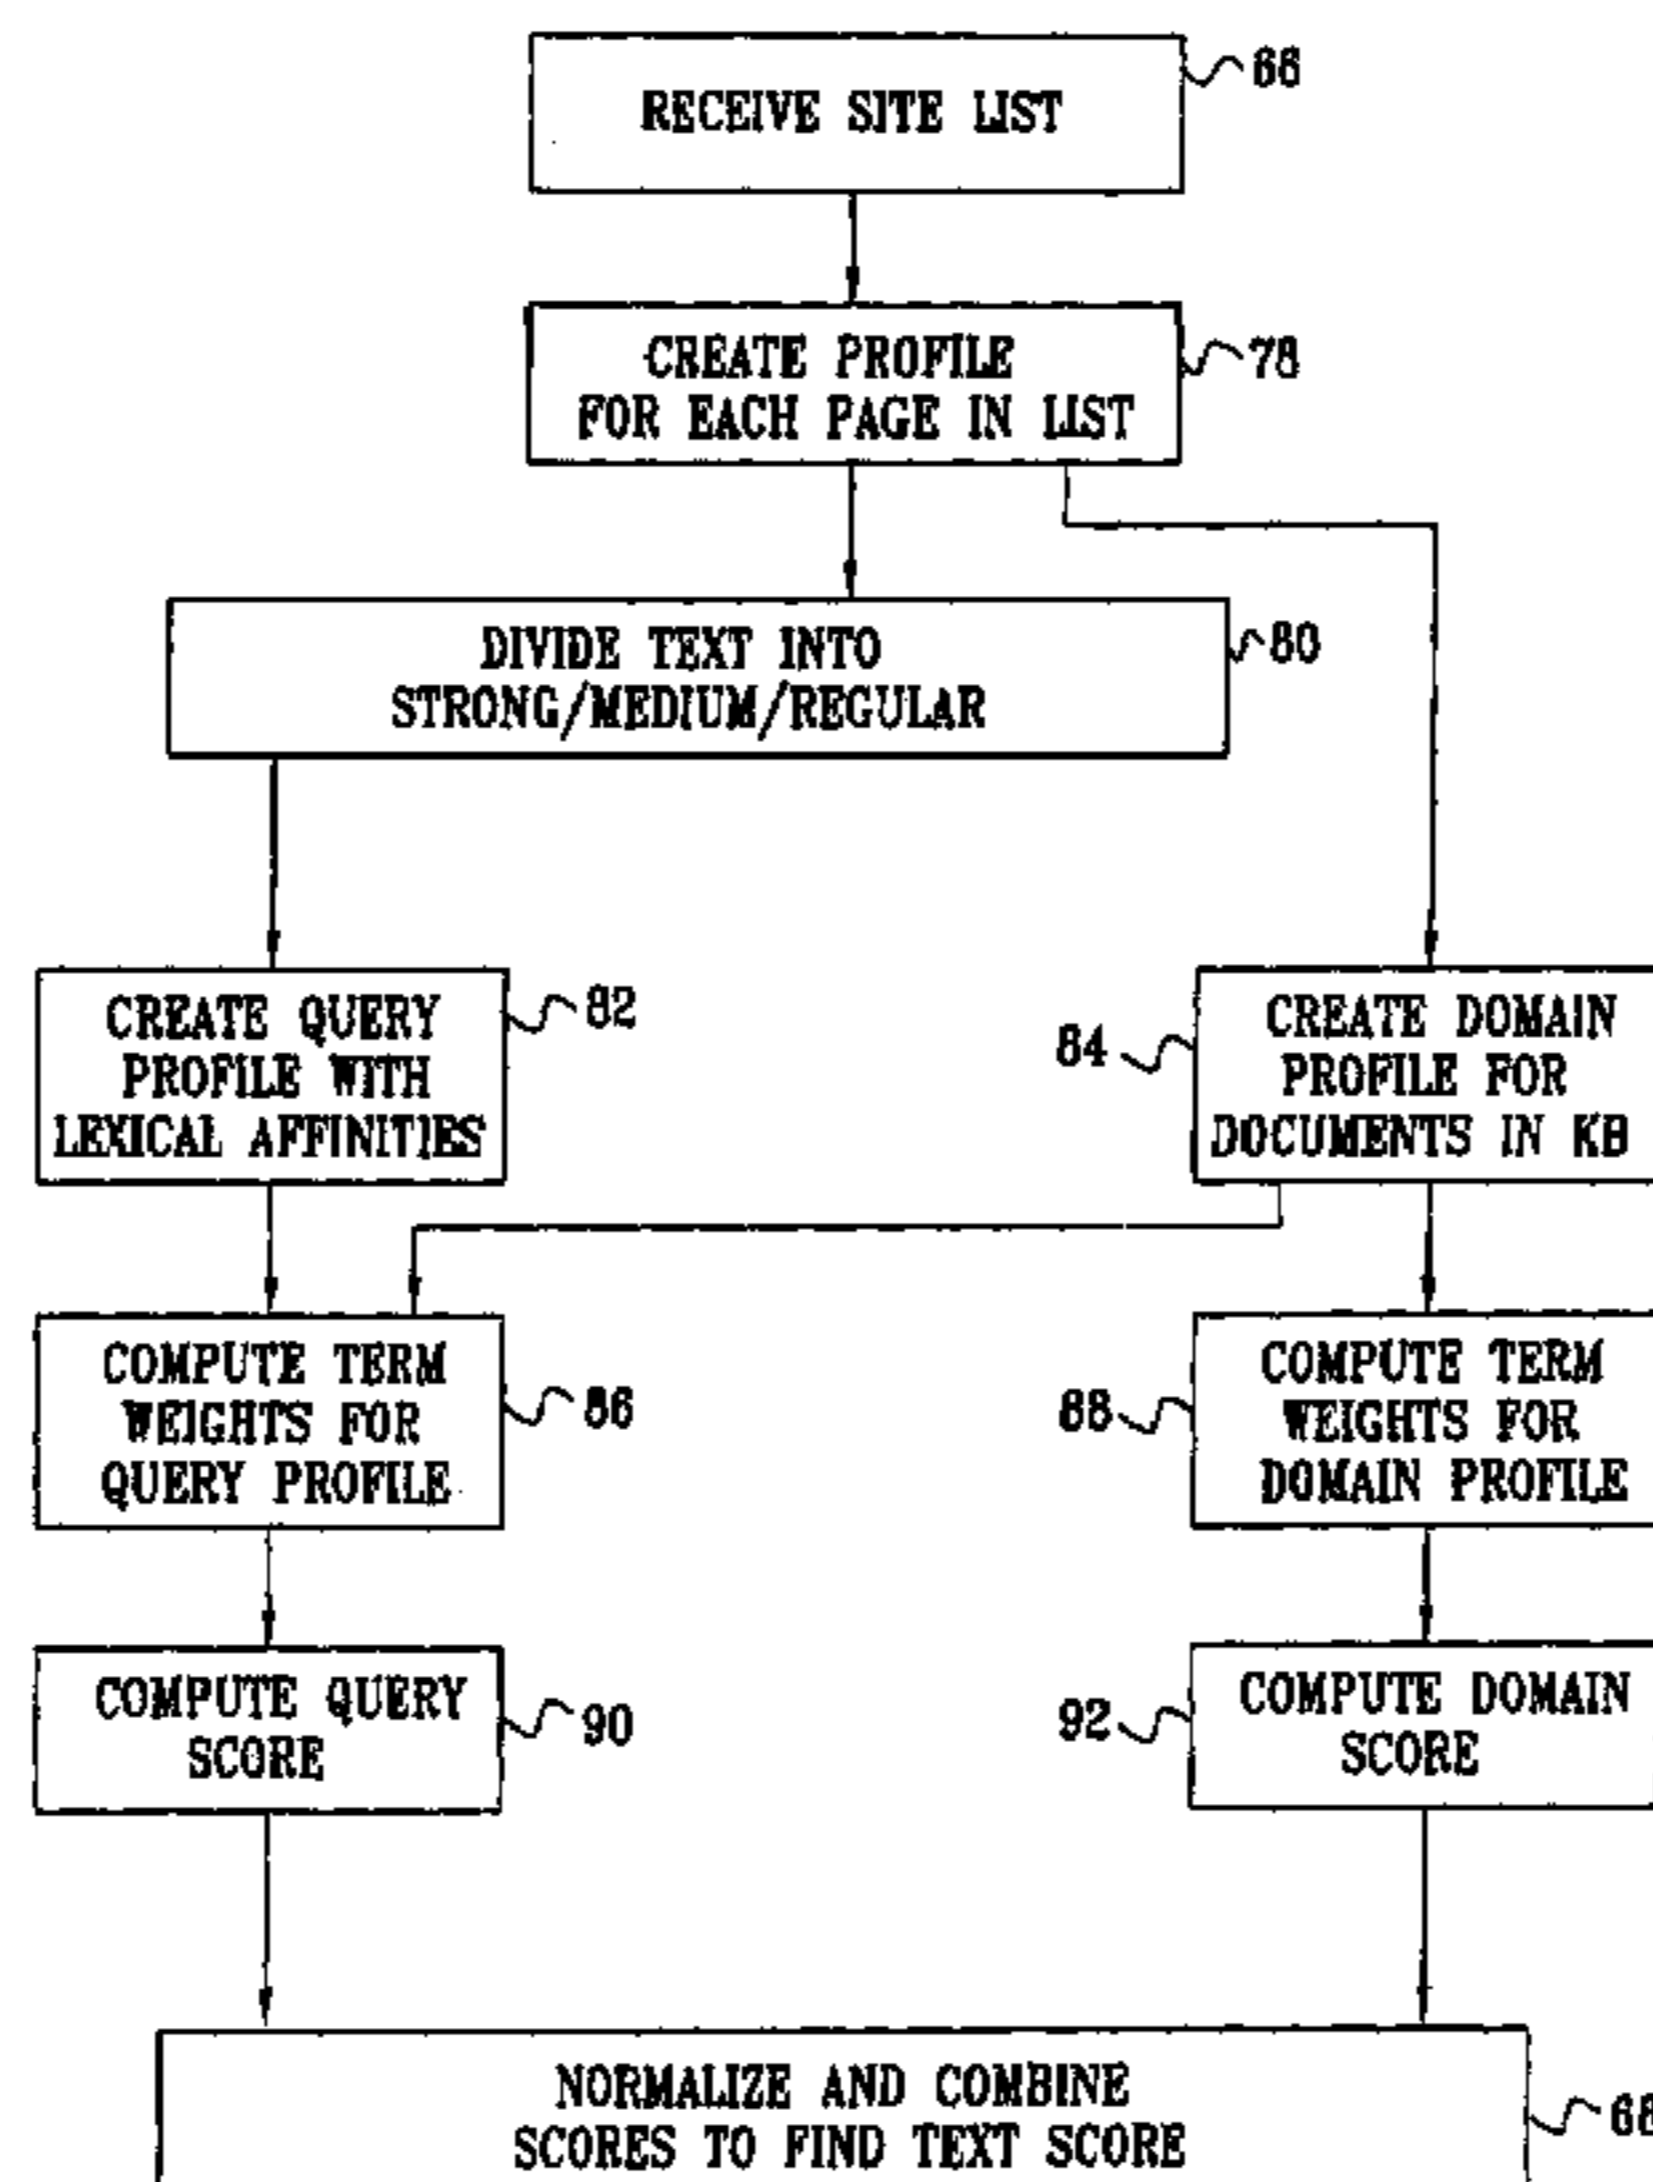 RECEIVE SITE LIST
66
CREATE PROFILE
FOR EACH PAGE IN LIST
78
DIVIDE TEXT INTO
STRONG/MEDIUM/REGULAR
80
CREATE QUERY
PROFILE WITH
LEXICAL AFFINITIES
82
84
CREATE DOMAIN
PROFILE FOR
DOCUMENTS IN KB
COMPUTE TERM
WEIGHTS FOR
QUERY PROFILE
86
88
COMPUTE TERM
WEIGHTS FOR
DOMAIN PROFILE
COMPUTE QUERY
SCORE
90
92
COMPUTE DOMAIN
SCORE
NORMALIZE AND COMBINE
SCORES TO FIND TEXT SCORE
68